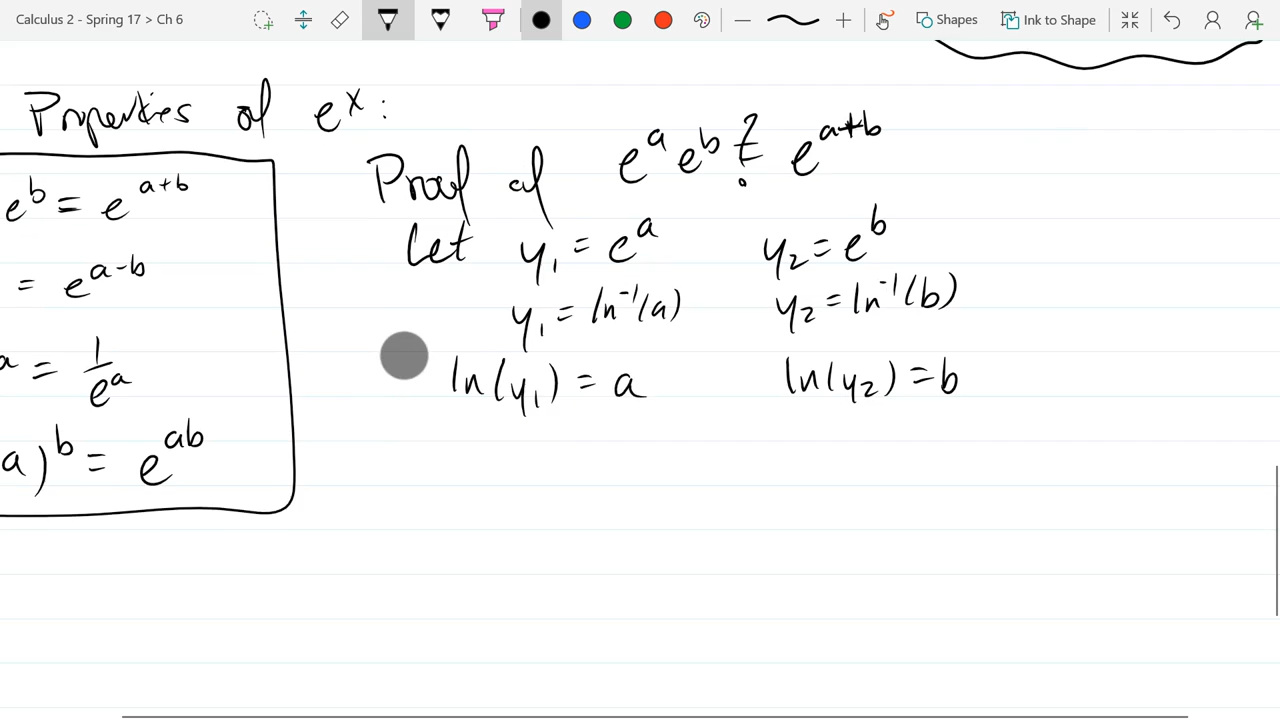 Calculus 2 - Spring 17 > Ch 6
Shapes
Ink to Shape
Properties of e^x:
e^b = e^{a+b}
= e^{a-b}
a = 1/e^a
a)^b = e^{ab}
Proof of e^a e^b ?= e^{a+b}
Let y₁ = e^a y₂ = e^b
y₁ = ln⁻¹(a) y₂ = ln⁻¹(b)
ln(y₁) = a ln(y₂) = b